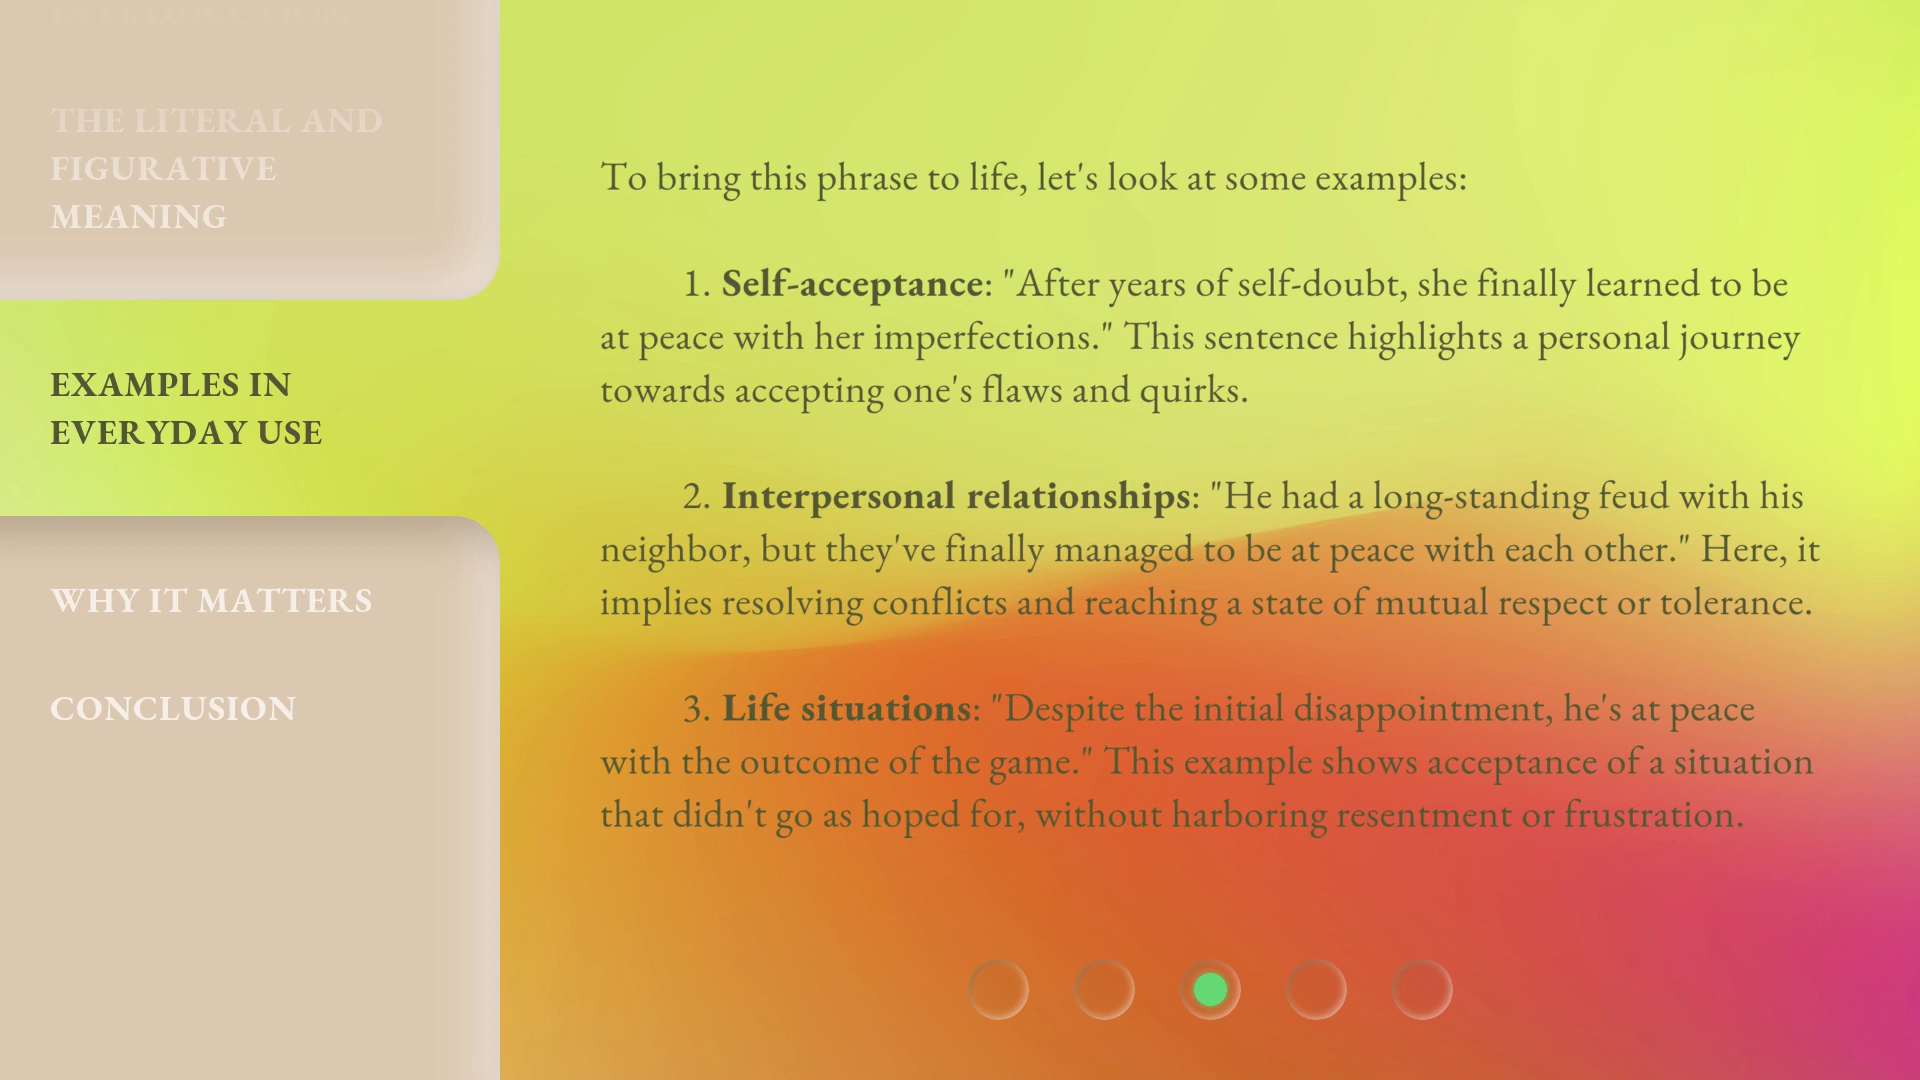 INTRODUCTION
THE LITERAL AND
FIGURATIVE
MEANING
EXAMPLES IN
EVERYDAY USE
WHY IT MATTERS
CONCLUSION
To bring this phrase to life, let's look at some examples:
1. Self-acceptance: "After years of self-doubt, she finally learned to be
at peace with her imperfections." This sentence highlights a personal journey
towards accepting one's flaws and quirks.
2. Interpersonal relationships: "He had a long-standing feud with his
neighbor, but they've finally managed to be at peace with each other." Here, it
implies resolving conflicts and reaching a state of mutual respect or tolerance.
3. Life situations: "Despite the initial disappointment, he's at peace
with the outcome of the game." This example shows acceptance of a situation
that didn't go as hoped for, without harboring resentment or frustration.